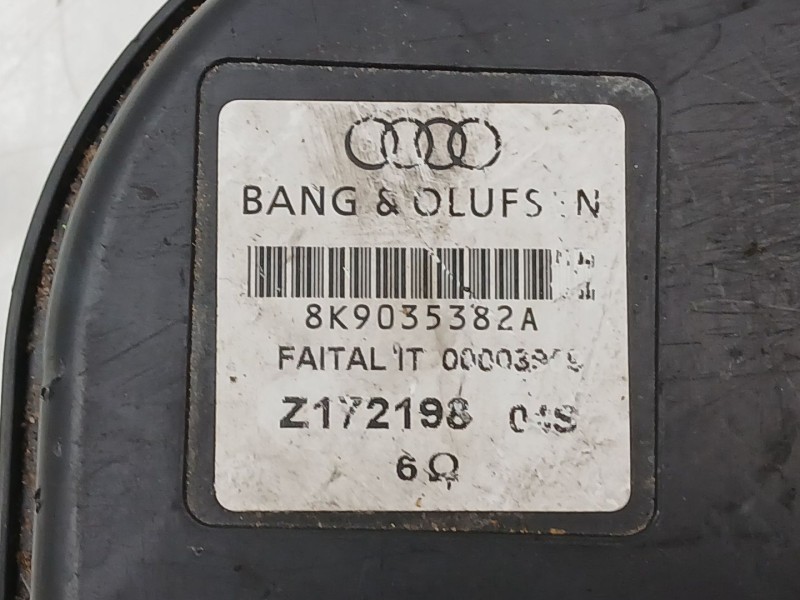 BANG & OLUFSEN
8K9035382A
FAITAL IT
Z172198
6Ω